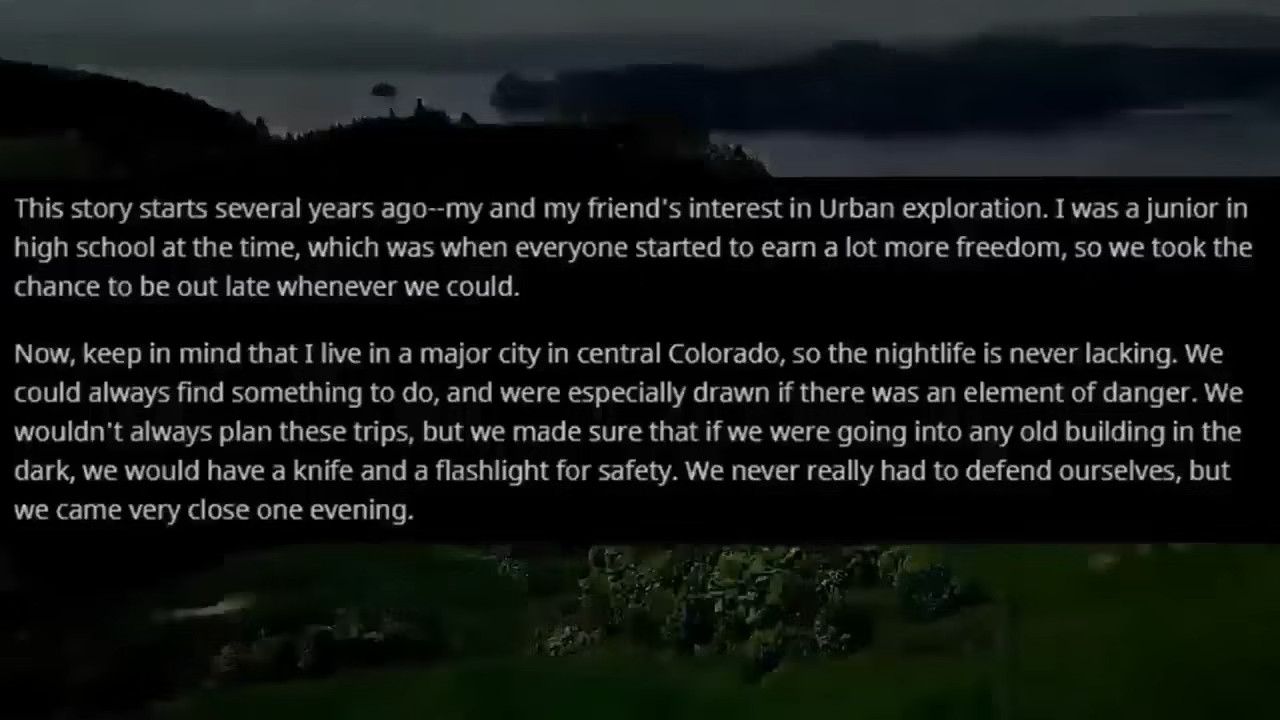 This story starts several years ago--my and my friend's interest in Urban exploration. I was a junior in
high school at the time, which was when everyone started to earn a lot more freedom, so we took the
chance to be out late whenever we could.
Now, keep in mind that I live in a major city in central Colorado, so the nightlife is never lacking. We
could always find something to do, and were especially drawn if there was an element of danger. We
wouldn't always plan these trips, but we made sure that if we were going into any old building in the
dark, we would have a knife and a flashlight for safety. We never really had to defend ourselves, but
we came very close one evening.